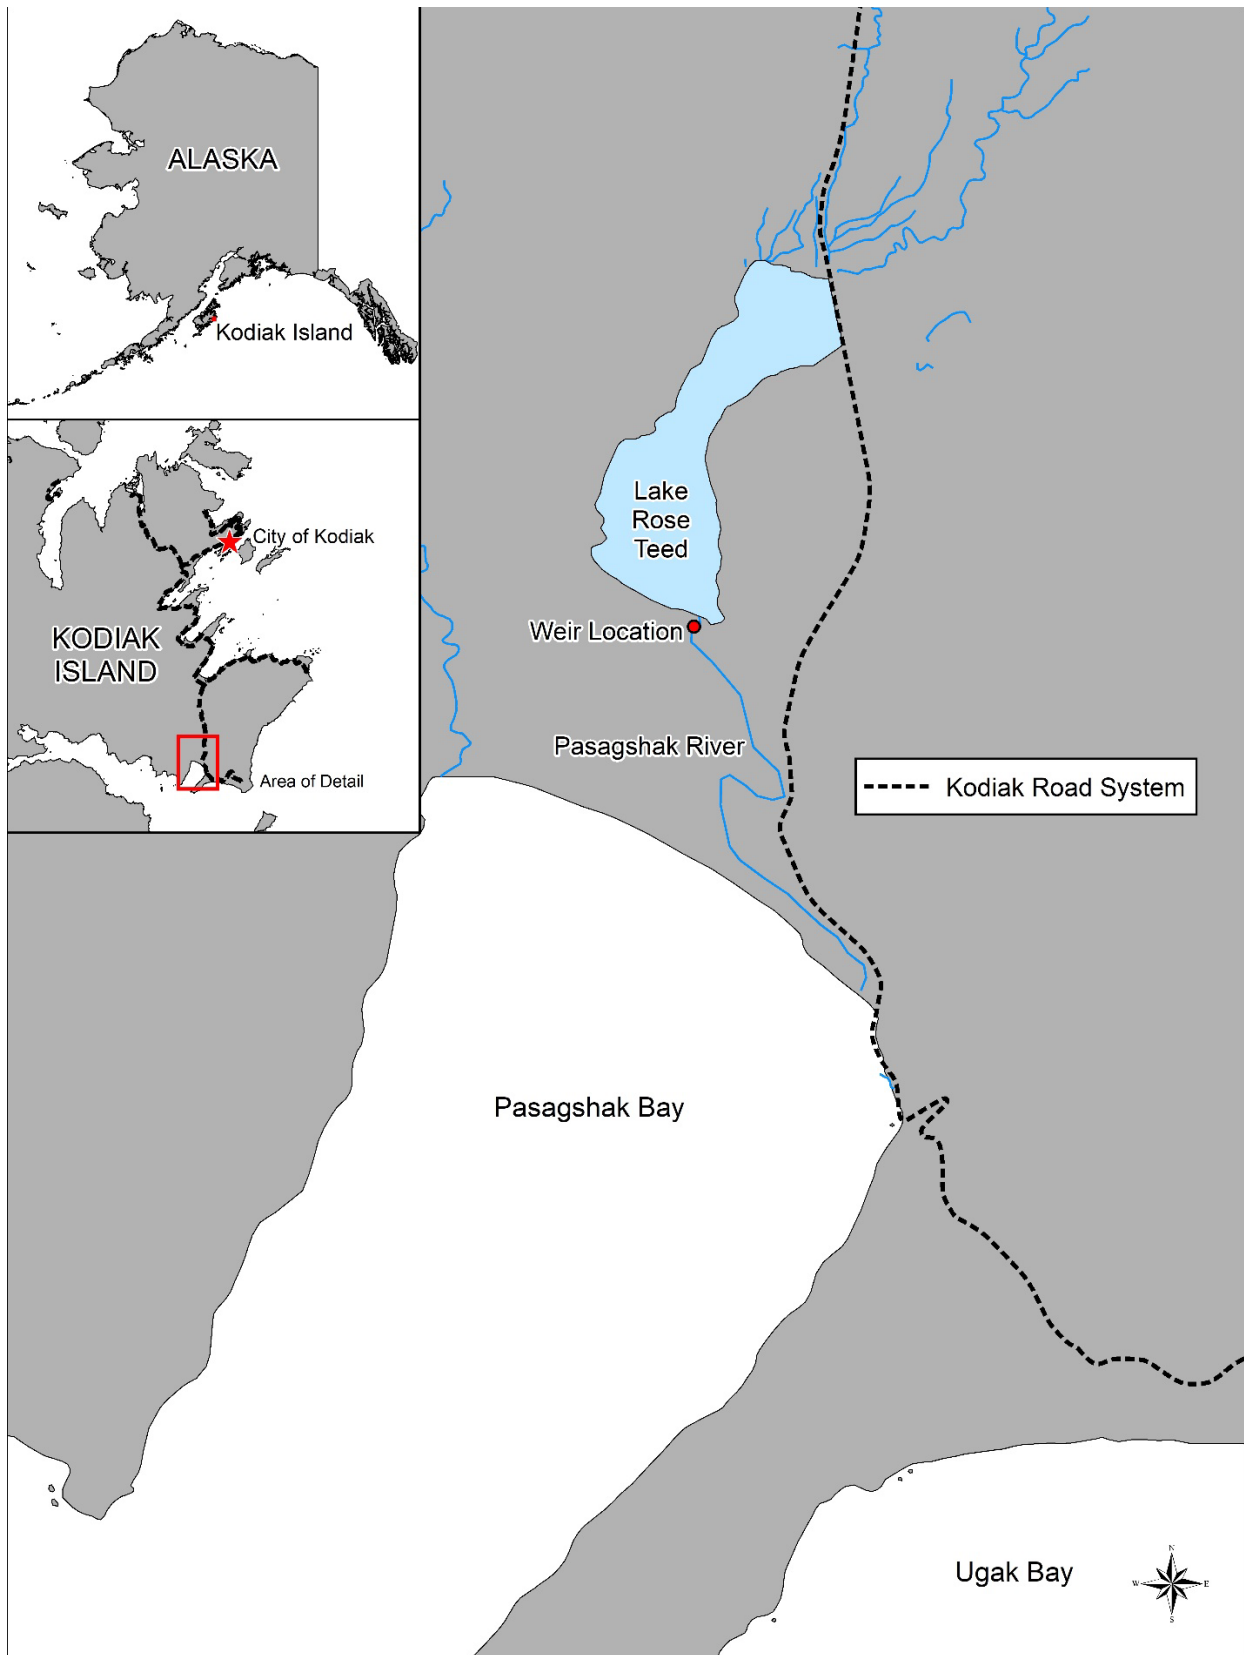 ALASKA
Kodiak Island
City of Kodiak
KODIAK
ISLAND
Area of Detail
Lake
Rose
Teed
Weir Location
Pasagshak River
Kodiak Road System
Pasagshak Bay
Ugak Bay
N
W
E
S